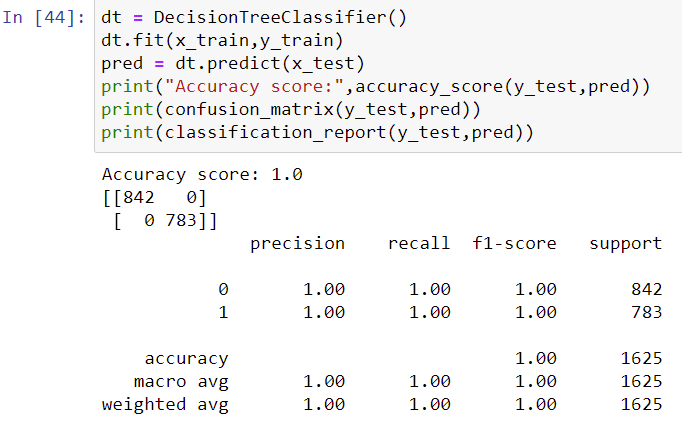 In [44]: dt = DecisionTreeClassifier()
dt.fit(x_train,y_train)
pred = dt.predict(x_test)
print("Accuracy score:",accuracy_score(y_test,pred))
print(confusion_matrix(y_test,pred))
print(classification_report(y_test,pred))
Accuracy score: 1.0
[[842   0]
 [  0 783]]
              precision    recall  f1-score   support
           0       1.00      1.00      1.00       842
           1       1.00      1.00      1.00       783
    accuracy                           1.00      1625
   macro avg       1.00      1.00      1.00      1625
weighted avg       1.00      1.00      1.00      1625